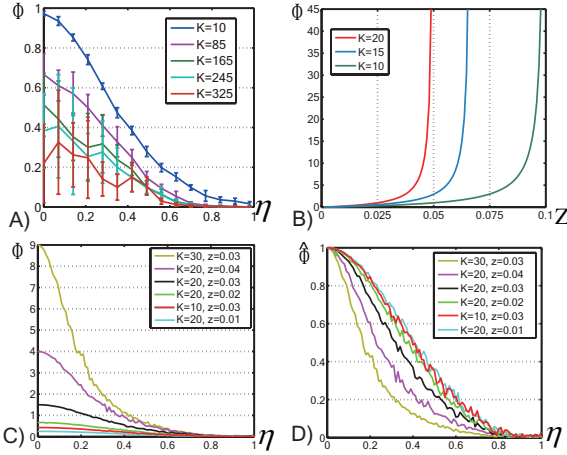 Φ
1
0.8
0.6
0.4
0.2
0
0
0.2
0.4
0.6
0.8
1
η
K=10
K=85
K=165
K=245
K=325
A)
Φ
45
40
35
30
25
20
15
10
5
0
0.025
0.05
0.075
0.1
Z
K=20
K=15
K=10
B)
Φ
9
8
7
6
5
4
3
2
1
0
0
0.2
0.4
0.6
0.8
1
η
K=30, z=0.03
K=20, z=0.04
K=20, z=0.03
K=20, z=0.02
K=10, z=0.03
K=20, z=0.01
C)
Φ̂
1
0.8
0.6
0.4
0.2
0
0
0.2
0.4
0.6
0.8
1
η
K=30, z=0.03
K=20, z=0.04
K=20, z=0.03
K=20, z=0.02
K=10, z=0.03
K=20, z=0.01
D)